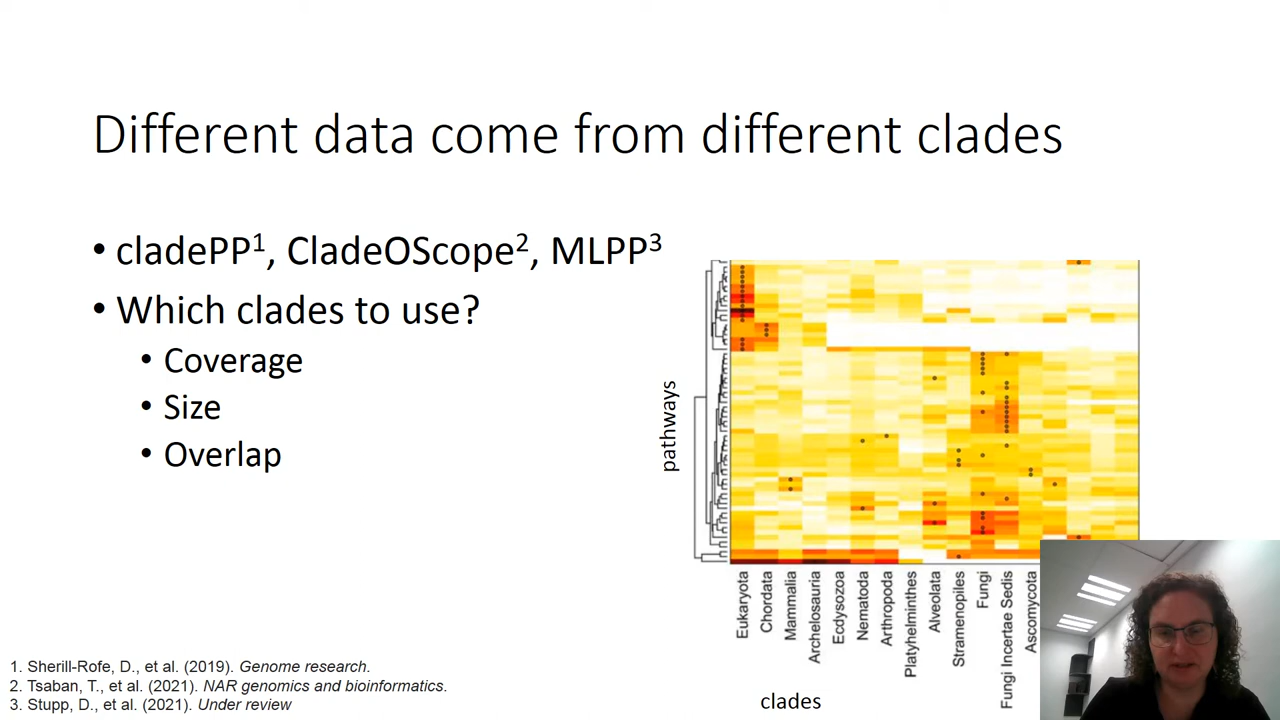 Different data come from different clades
• cladePP1, CladeOScope2, MLPP3
• Which clades to use?
• Coverage
• Size
• Overlap
pathways
Eukaryota
Chordata
Mammalia
Archelosauria
Ecdysozoa
Nematoda
Arthropoda
Platyhelminthes
Alveolata
Stramenopiles
Fungi
Fungi Incertae Sedis
Ascomycota
clades
1. Sherill-Rofe, D., et al. (2019). Genome research.
2. Tsaban, T., et al. (2021). NAR genomics and bioinformatics.
3. Stupp, D., et al. (2021). Under review